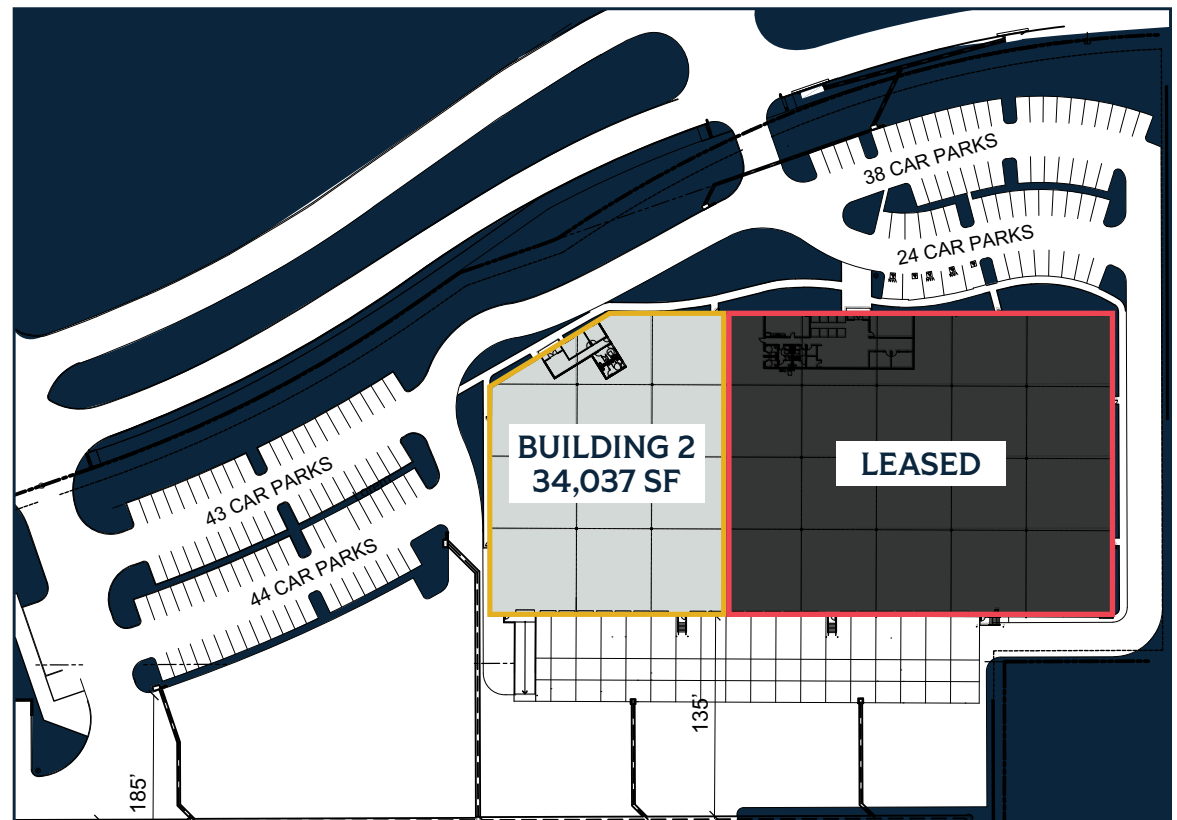 38 CAR PARKS
24 CAR PARKS
BUILDING 2
34,037 SF
LEASED
43 CAR PARKS
44 CAR PARKS
135'
185'